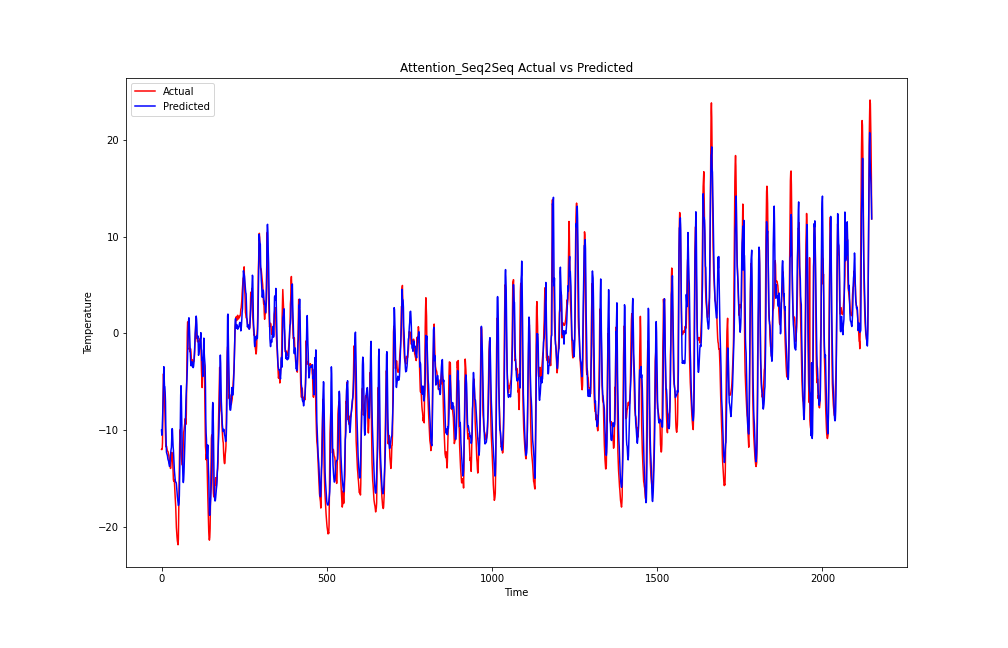 Attention_Seq2Seq Actual vs Predicted
Actual
Predicted
20
10
0
−10
−20
Temperature
0 500 1000 1500 2000
Time